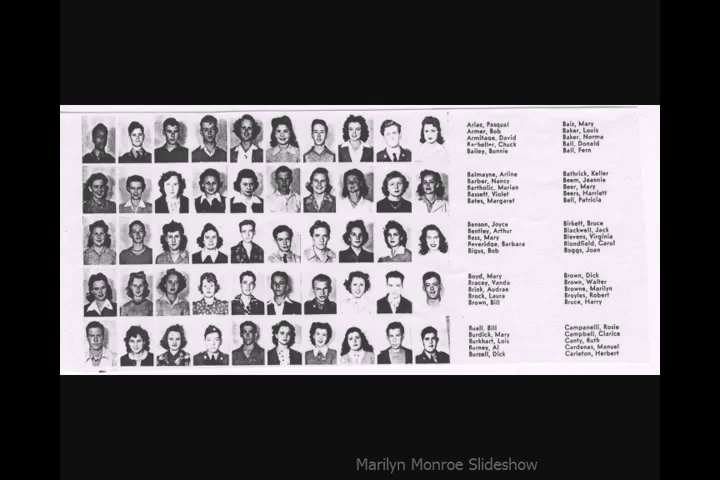 Arias, Pasqual
Armer, Bob
Armitage, David
Bachelier, Chuck
Bailey, Bonnie
Baiz, Mary
Baker, Louis
Baker, Norma
Ball, Donald
Ball, Fern
Balmayne, Arline
Barber, Nancy
Bartholic, Marian
Bassett, Violet
Bates, Margaret
Bathrick, Keller
Beem, Jeannie
Beer, Mary
Beers, Harriett
Bell, Patricia
Benson, Joyce
Bentley, Arthur
Bess, Mary
Beveridge, Barbara
Bigus, Bob
Birkett, Bruce
Blackwell, Jack
Blevens, Virginia
Blondfield, Carol
Boggs, Joan
Boyd, Mary
Bracey, Vanda
Brink, Audrae
Brock, Laura
Brown, Bill
Brown, Dick
Brown, Walter
Browne, Marilyn
Broyles, Robert
Bruce, Harry
Buell, Bill
Burdick, Mary
Burkhart, Lois
Burney, Al
Burzell, Dick
Campanelli, Rosie
Campbell, Clarice
Canty, Ruth
Cardenas, Manuel
Carleton, Herbert
Marilyn Monroe Slideshow